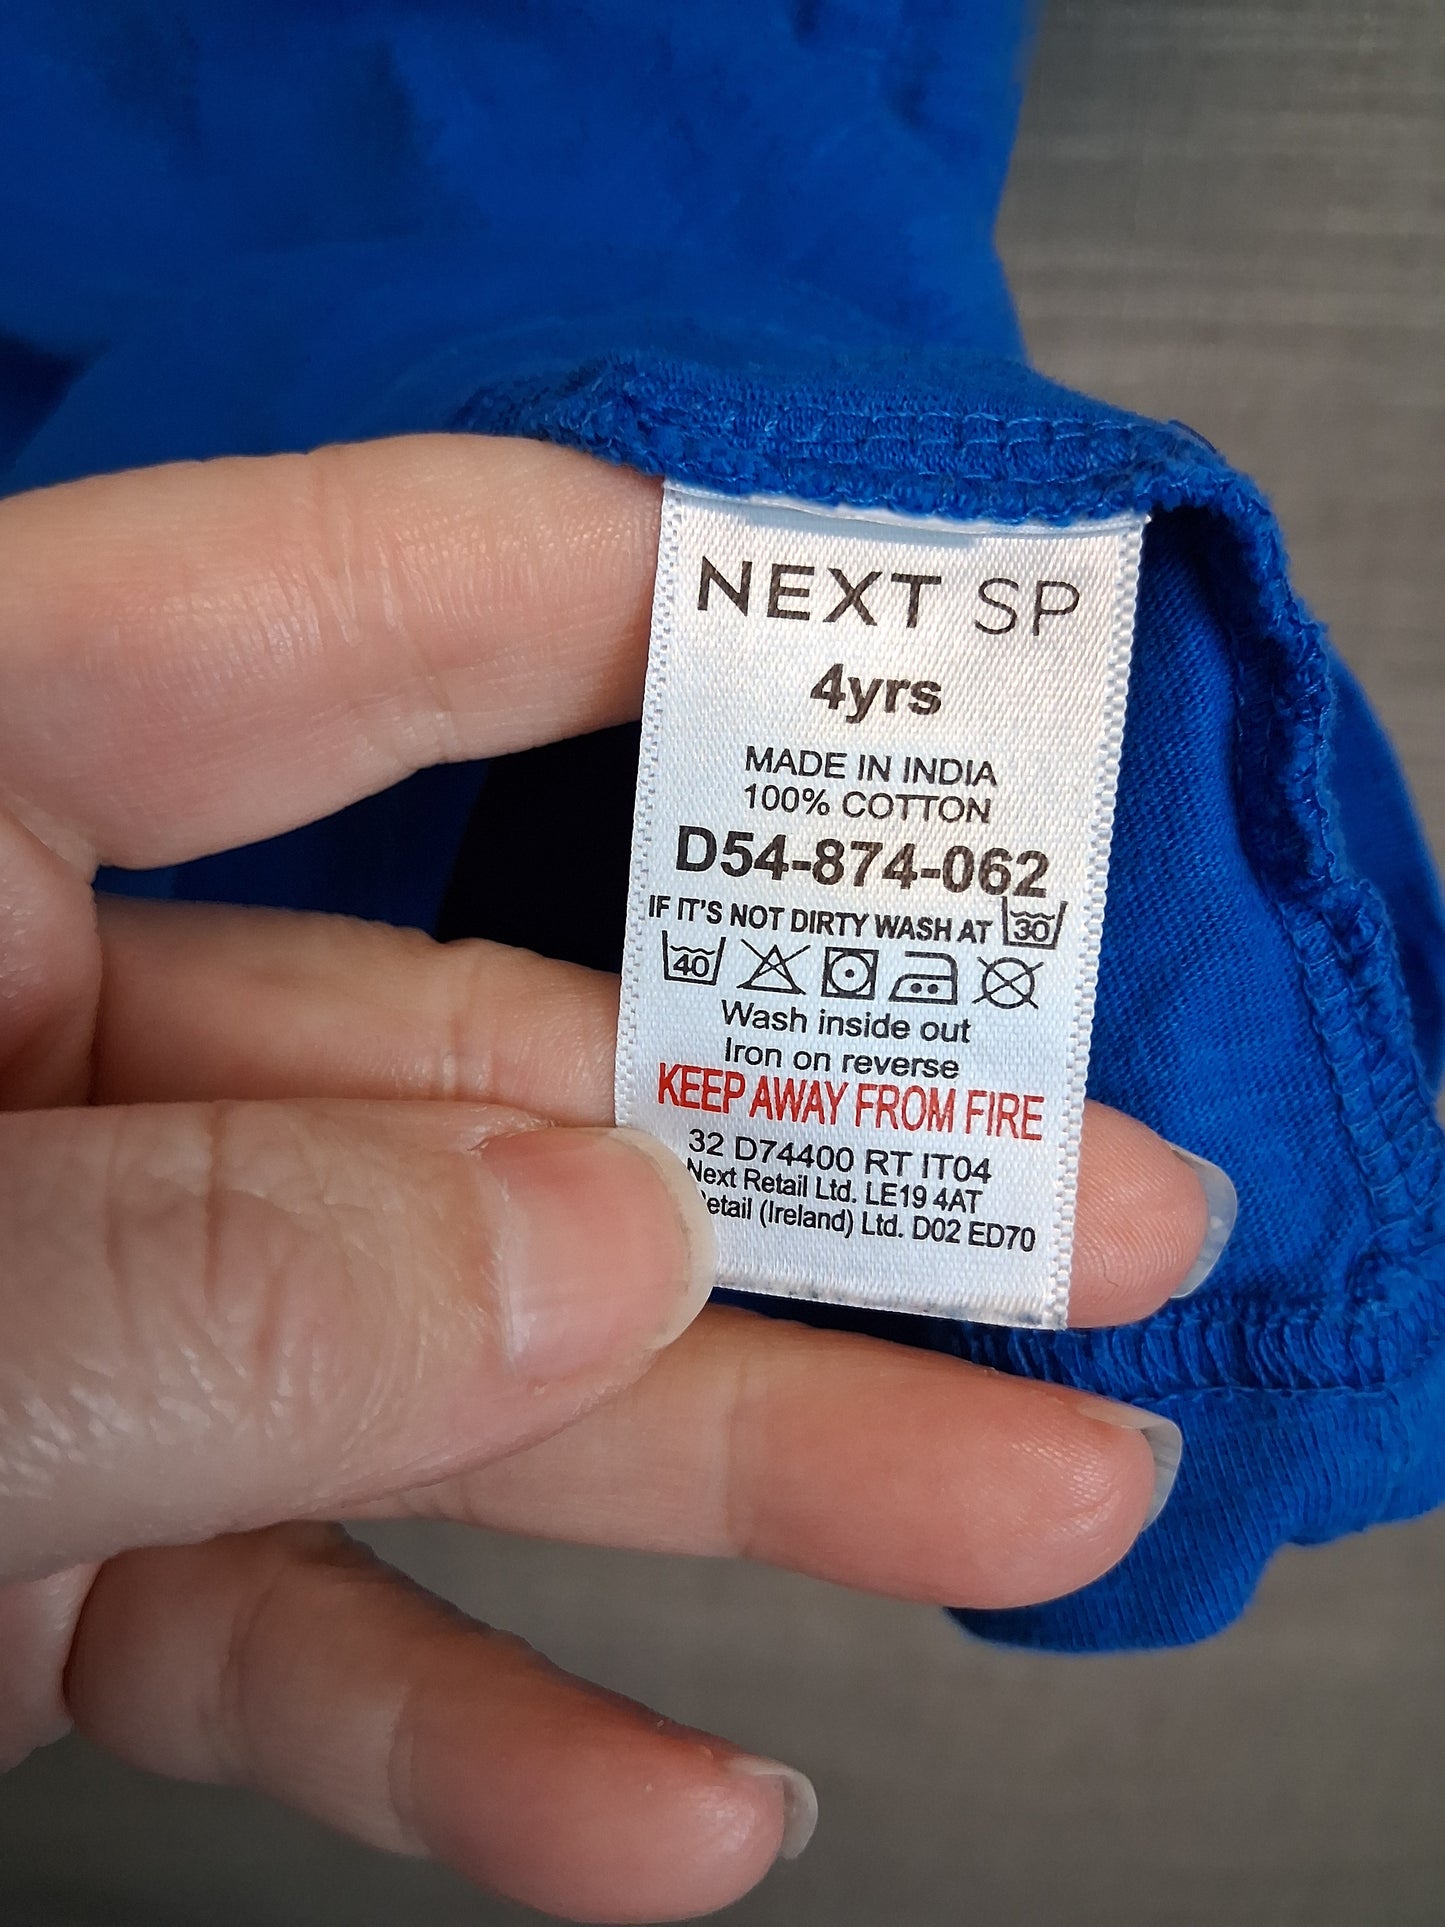 NEXT SP
4yrs
MADE IN INDIA
100% COTTON
D54-874-062
IF IT'S NOT DIRTY WASH AT 30
40
Wash inside out
Iron on reverse
KEEP AWAY FROM FIRE
32 D74400 RT IT04
Next Retail Ltd. LE19 4AT
(Ireland) Ltd. D02 ED70